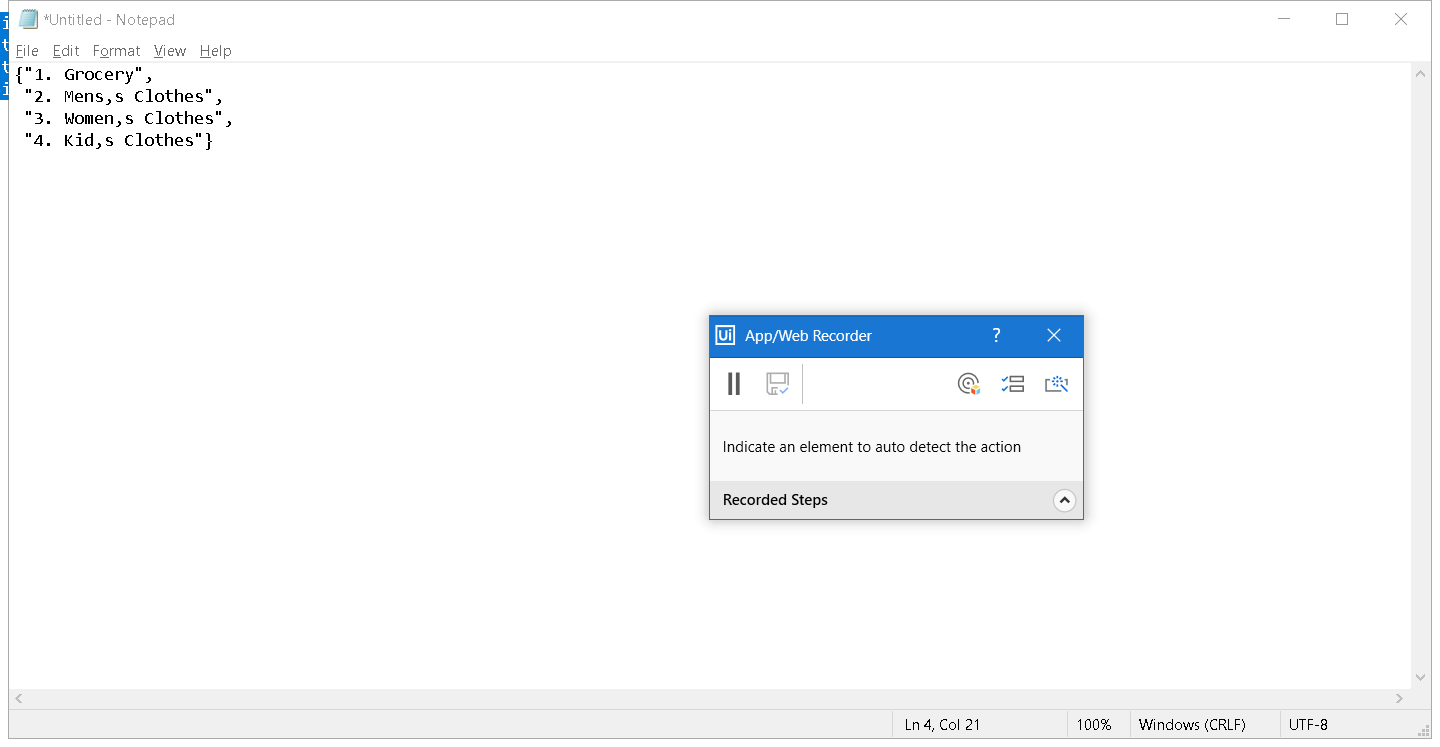 *Untitled - Notepad
File Edit Format View Help
{"1. Grocery",
"2. Mens,s Clothes",
"3. Women,s Clothes",
"4. Kid,s Clothes"}
Ui App/Web Recorder ?
Indicate an element to auto detect the action
Recorded Steps
Ln 4, Col 21 100% Windows (CRLF) UTF-8